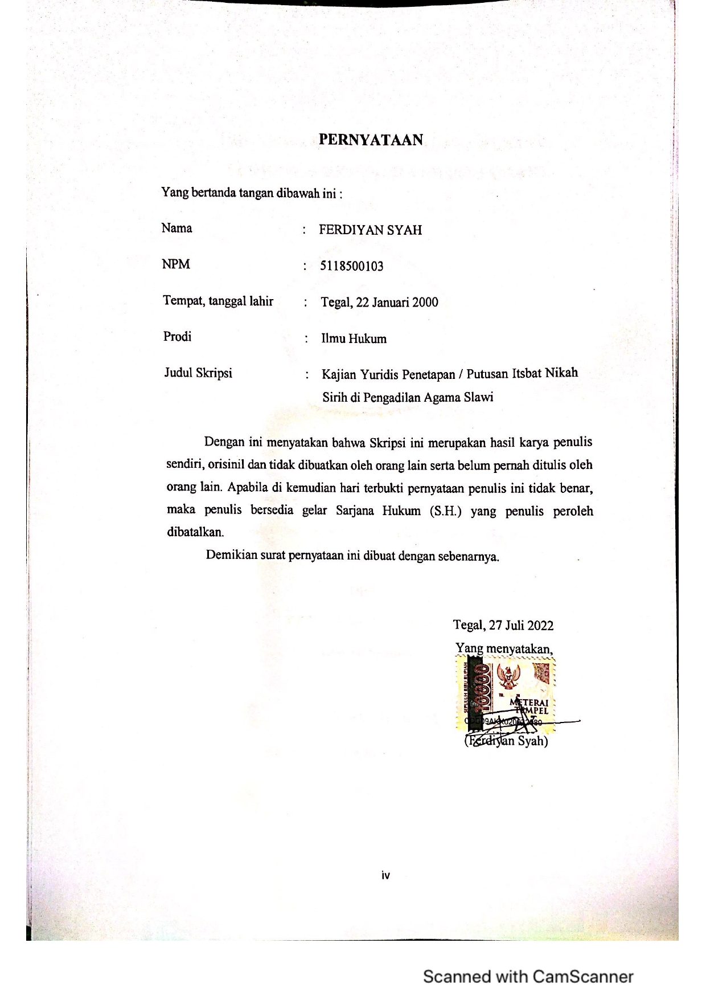 PERNYATAAN
Yang bertanda tangan dibawah ini :
Nama : FERDIYAN SYAH
NPM : 5118500103
Tempat, tanggal lahir : Tegal, 22 Januari 2000
Prodi : Ilmu Hukum
Judul Skripsi : Kajian Yuridis Penetapan / Putusan Itsbat Nikah
Sirih di Pengadilan Agama Slawi
Dengan ini menyatakan bahwa Skripsi ini merupakan hasil karya penulis
sendiri, orisinil dan tidak dibuatkan oleh orang lain serta belum pernah ditulis oleh
orang lain. Apabila di kemudian hari terbukti pernyataan penulis ini tidak benar,
maka penulis bersedia gelar Sarjana Hukum (S.H.) yang penulis peroleh
dibatalkan.
Demikian surat pernyataan ini dibuat dengan sebenarnya.
Tegal, 27 Juli 2022
Yang menyatakan,
SEPULUH RIBU RUPIAH
10000
METERAI
TEMPEL
(Ferdiyan Syah)
iv
Scanned with CamScanner